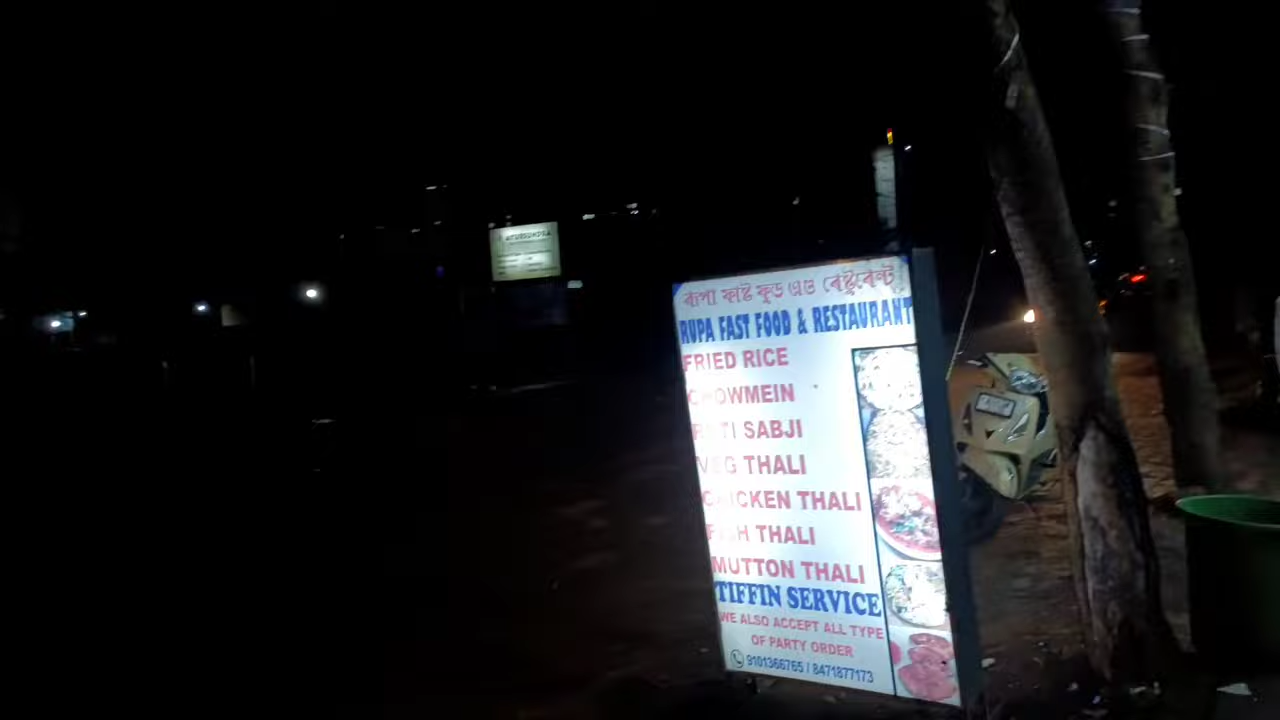 ৰূপা ফাষ্ট ফুড এণ্ড ৰেষ্টুৰেন্ট
RUPA FAST FOOD & RESTAURANT
FRIED RICE
CHOWMEIN
ROTI SABJI
VEG THALI
CHICKEN THALI
FISH THALI
MUTTON THALI
TIFFIN SERVICE
WE ALSO ACCEPT ALL TYPE
OF PARTY ORDER
9101366765 / 8471877173